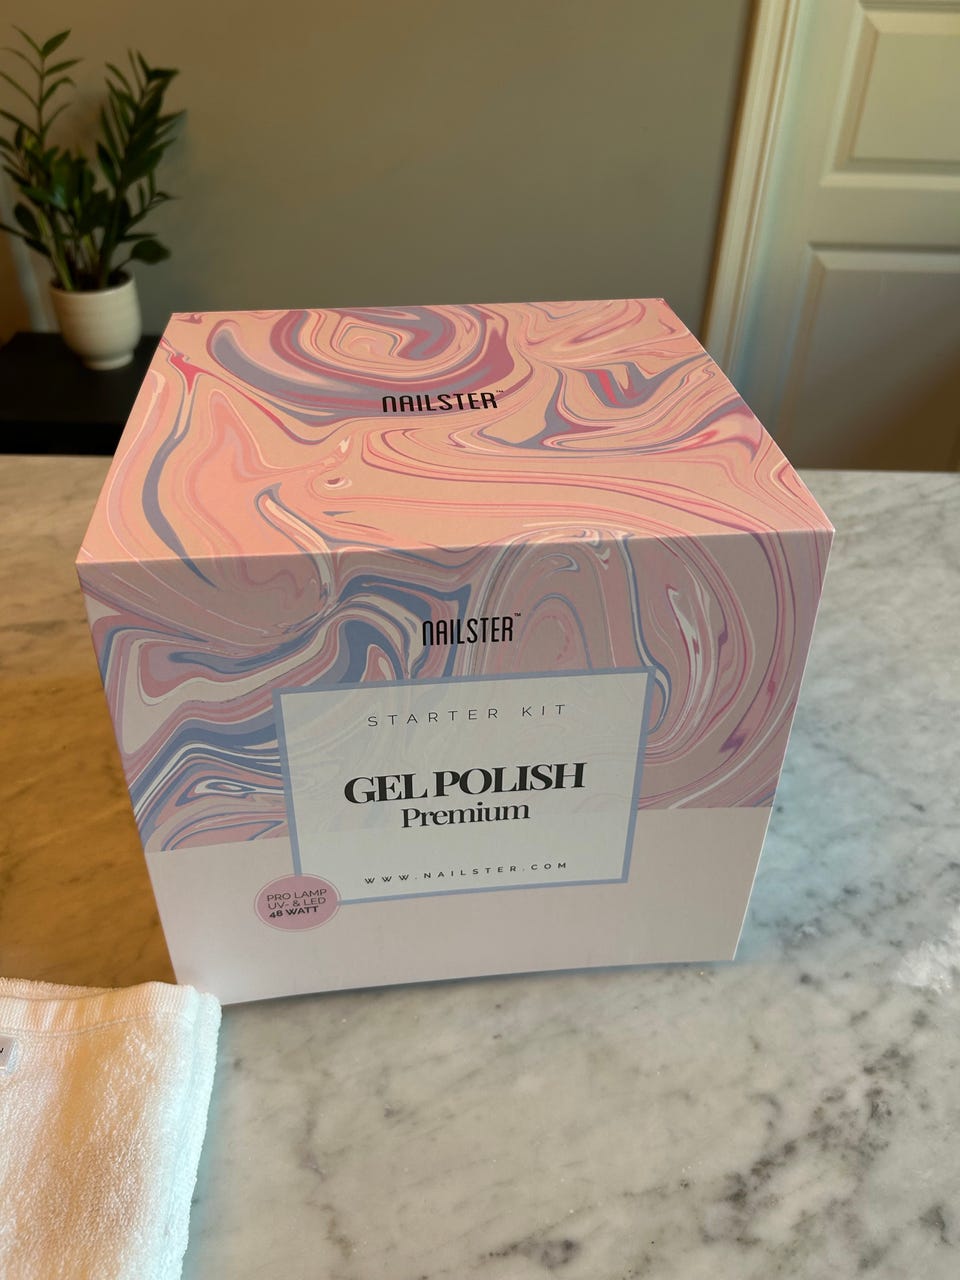 NAILSTER™
NAILSTER™
STARTER KIT
GEL POLISH
Premium
WWW.NAILSTER.COM
PRO LAMP
UV- & LED
48 WATT